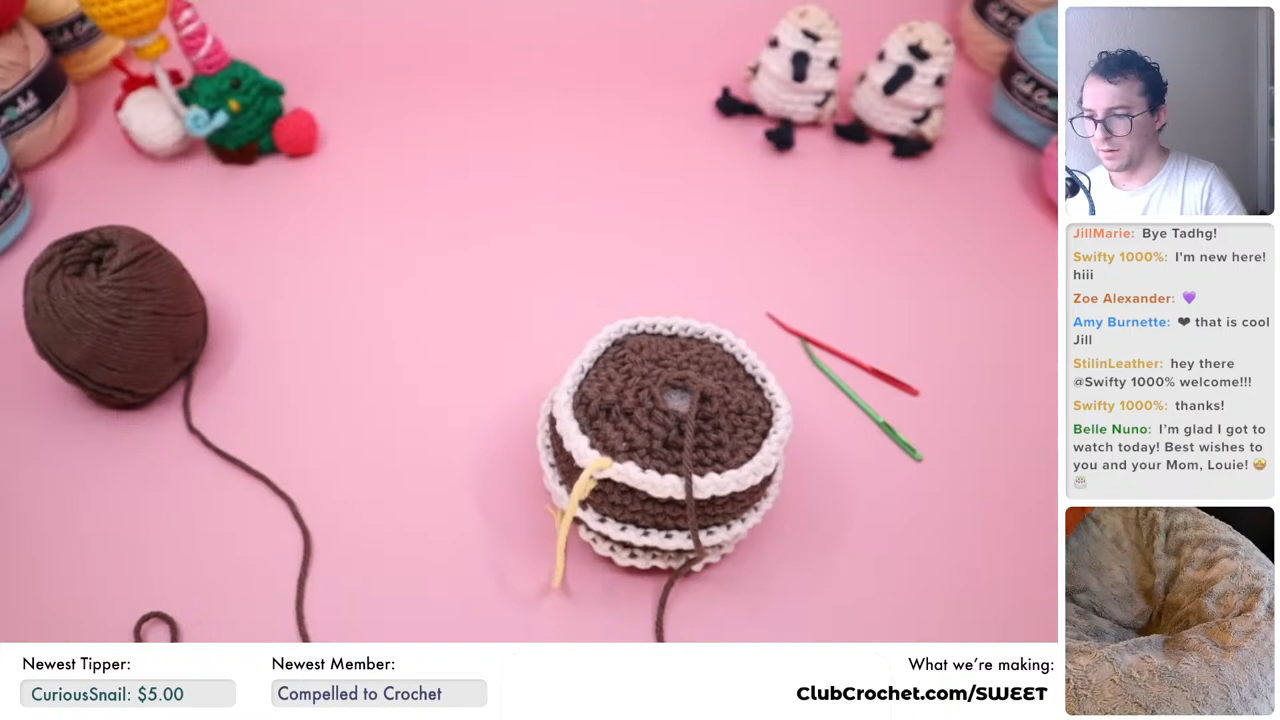 JillMarie: Bye Tadhg!
Swifty 1000%: I'm new here!
hiii
Zoe Alexander: 💜
Amy Burnette: ❤ that is cool
Jill
StilinLeather: hey there
@Swifty 1000% welcome!!!
Swifty 1000%: thanks!
Belle Nuno: I'm glad I got to
watch today! Best wishes to
you and your Mom, Louie! 🤩
🎂
Newest Tipper:
CuriousSnail: $5.00
Newest Member:
Compelled to Crochet
What we're making:
ClubCrochet.com/SWEET